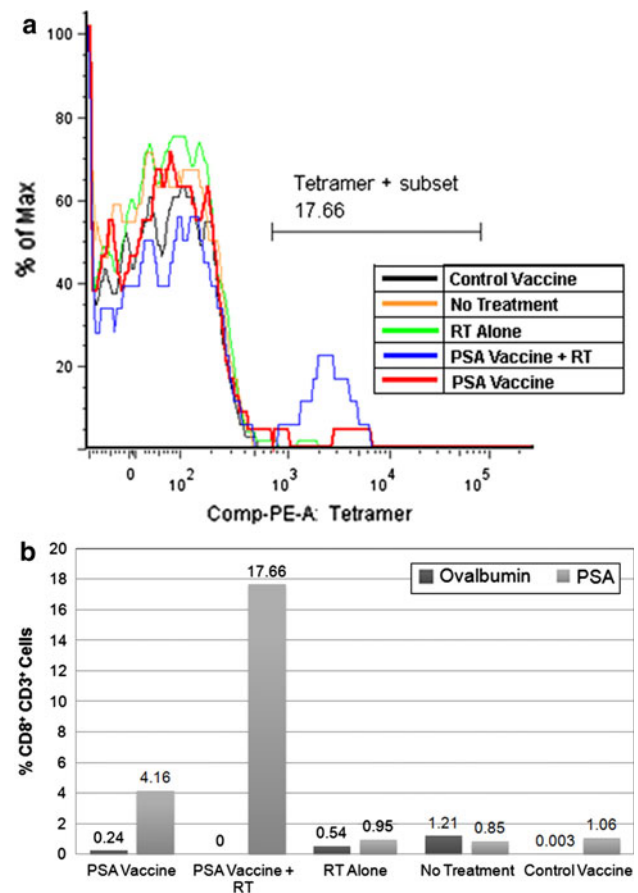 a
% of Max
100
80
60
40
20
Tetramer + subset
17.66
Control Vaccine
No Treatment
RT Alone
PSA Vaccine + RT
PSA Vaccine
0 10² 10³ 10⁴ 10⁵
Comp-PE-A: Tetramer
b
% CD8⁺ CD3⁺ Cells
20
18
16
14
12
10
8
6
4
2
0
Ovalbumin PSA
0.24 4.16 0 17.66 0.54 0.95 1.21 0.85 0.003 1.06
PSA Vaccine PSA Vaccine + RT RT Alone No Treatment Control Vaccine